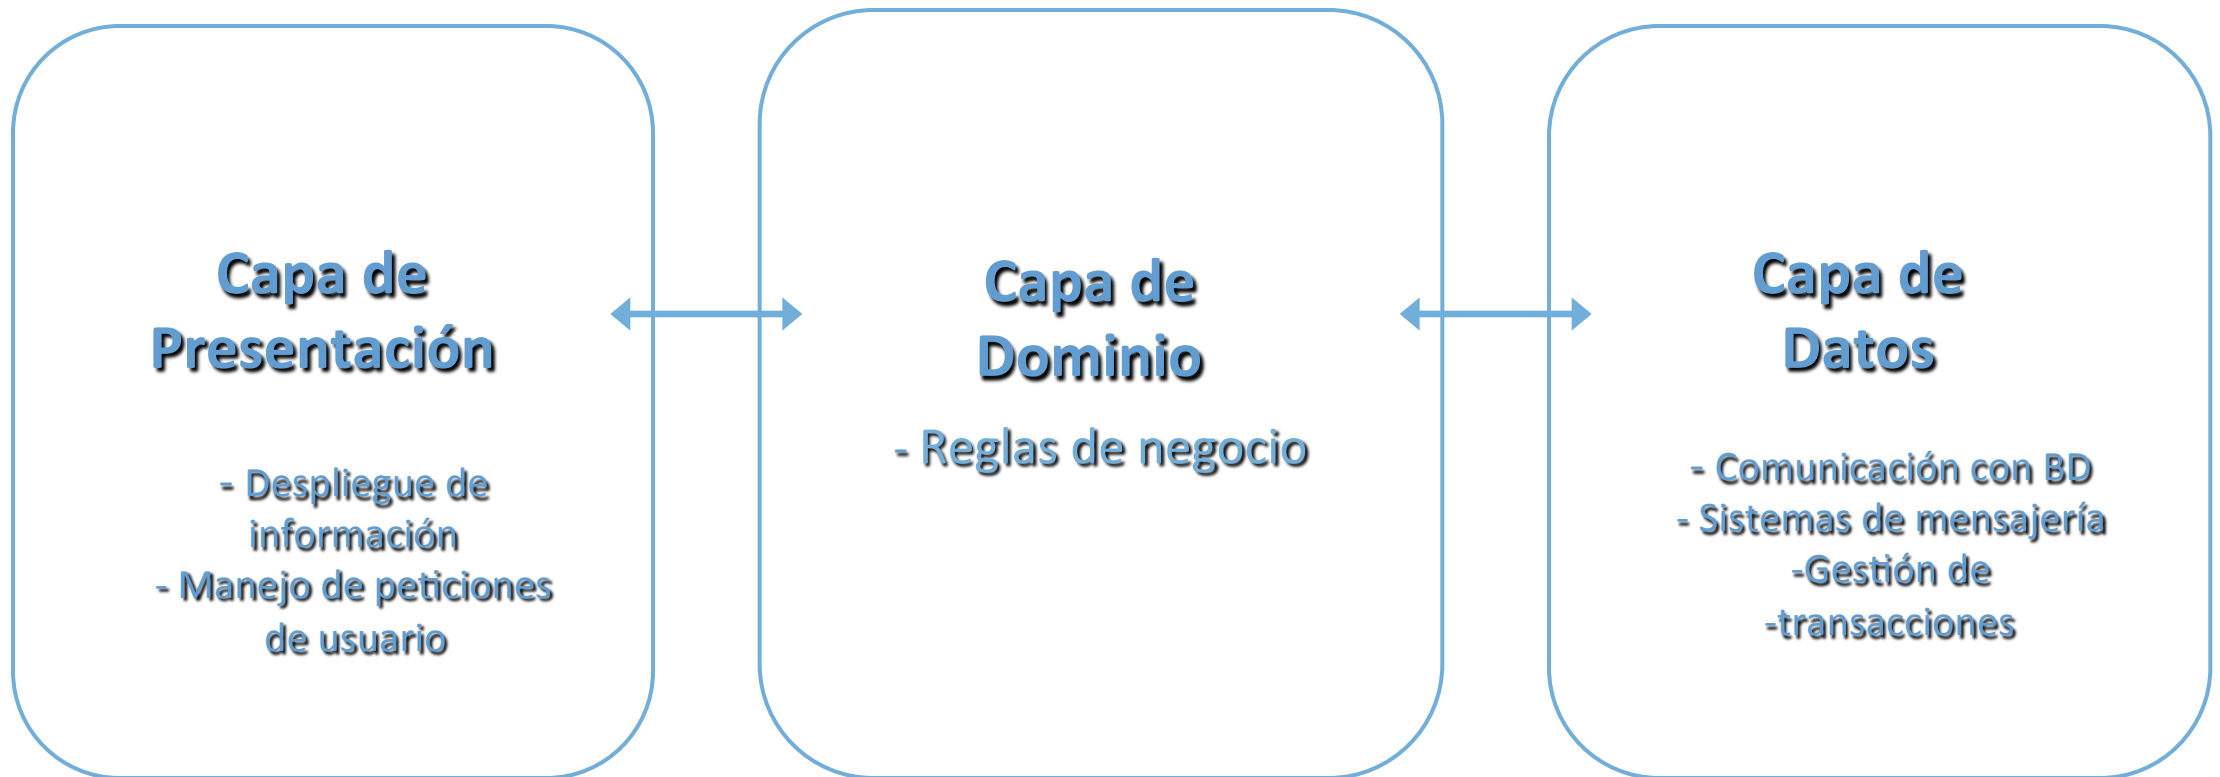 Capa de
Presentación
- Despliegue de
información
- Manejo de peticiones
de usuario
Capa de
Dominio
- Reglas de negocio
Capa de
Datos
- Comunicación con BD
- Sistemas de mensajería
-Gestión de
-transacciones